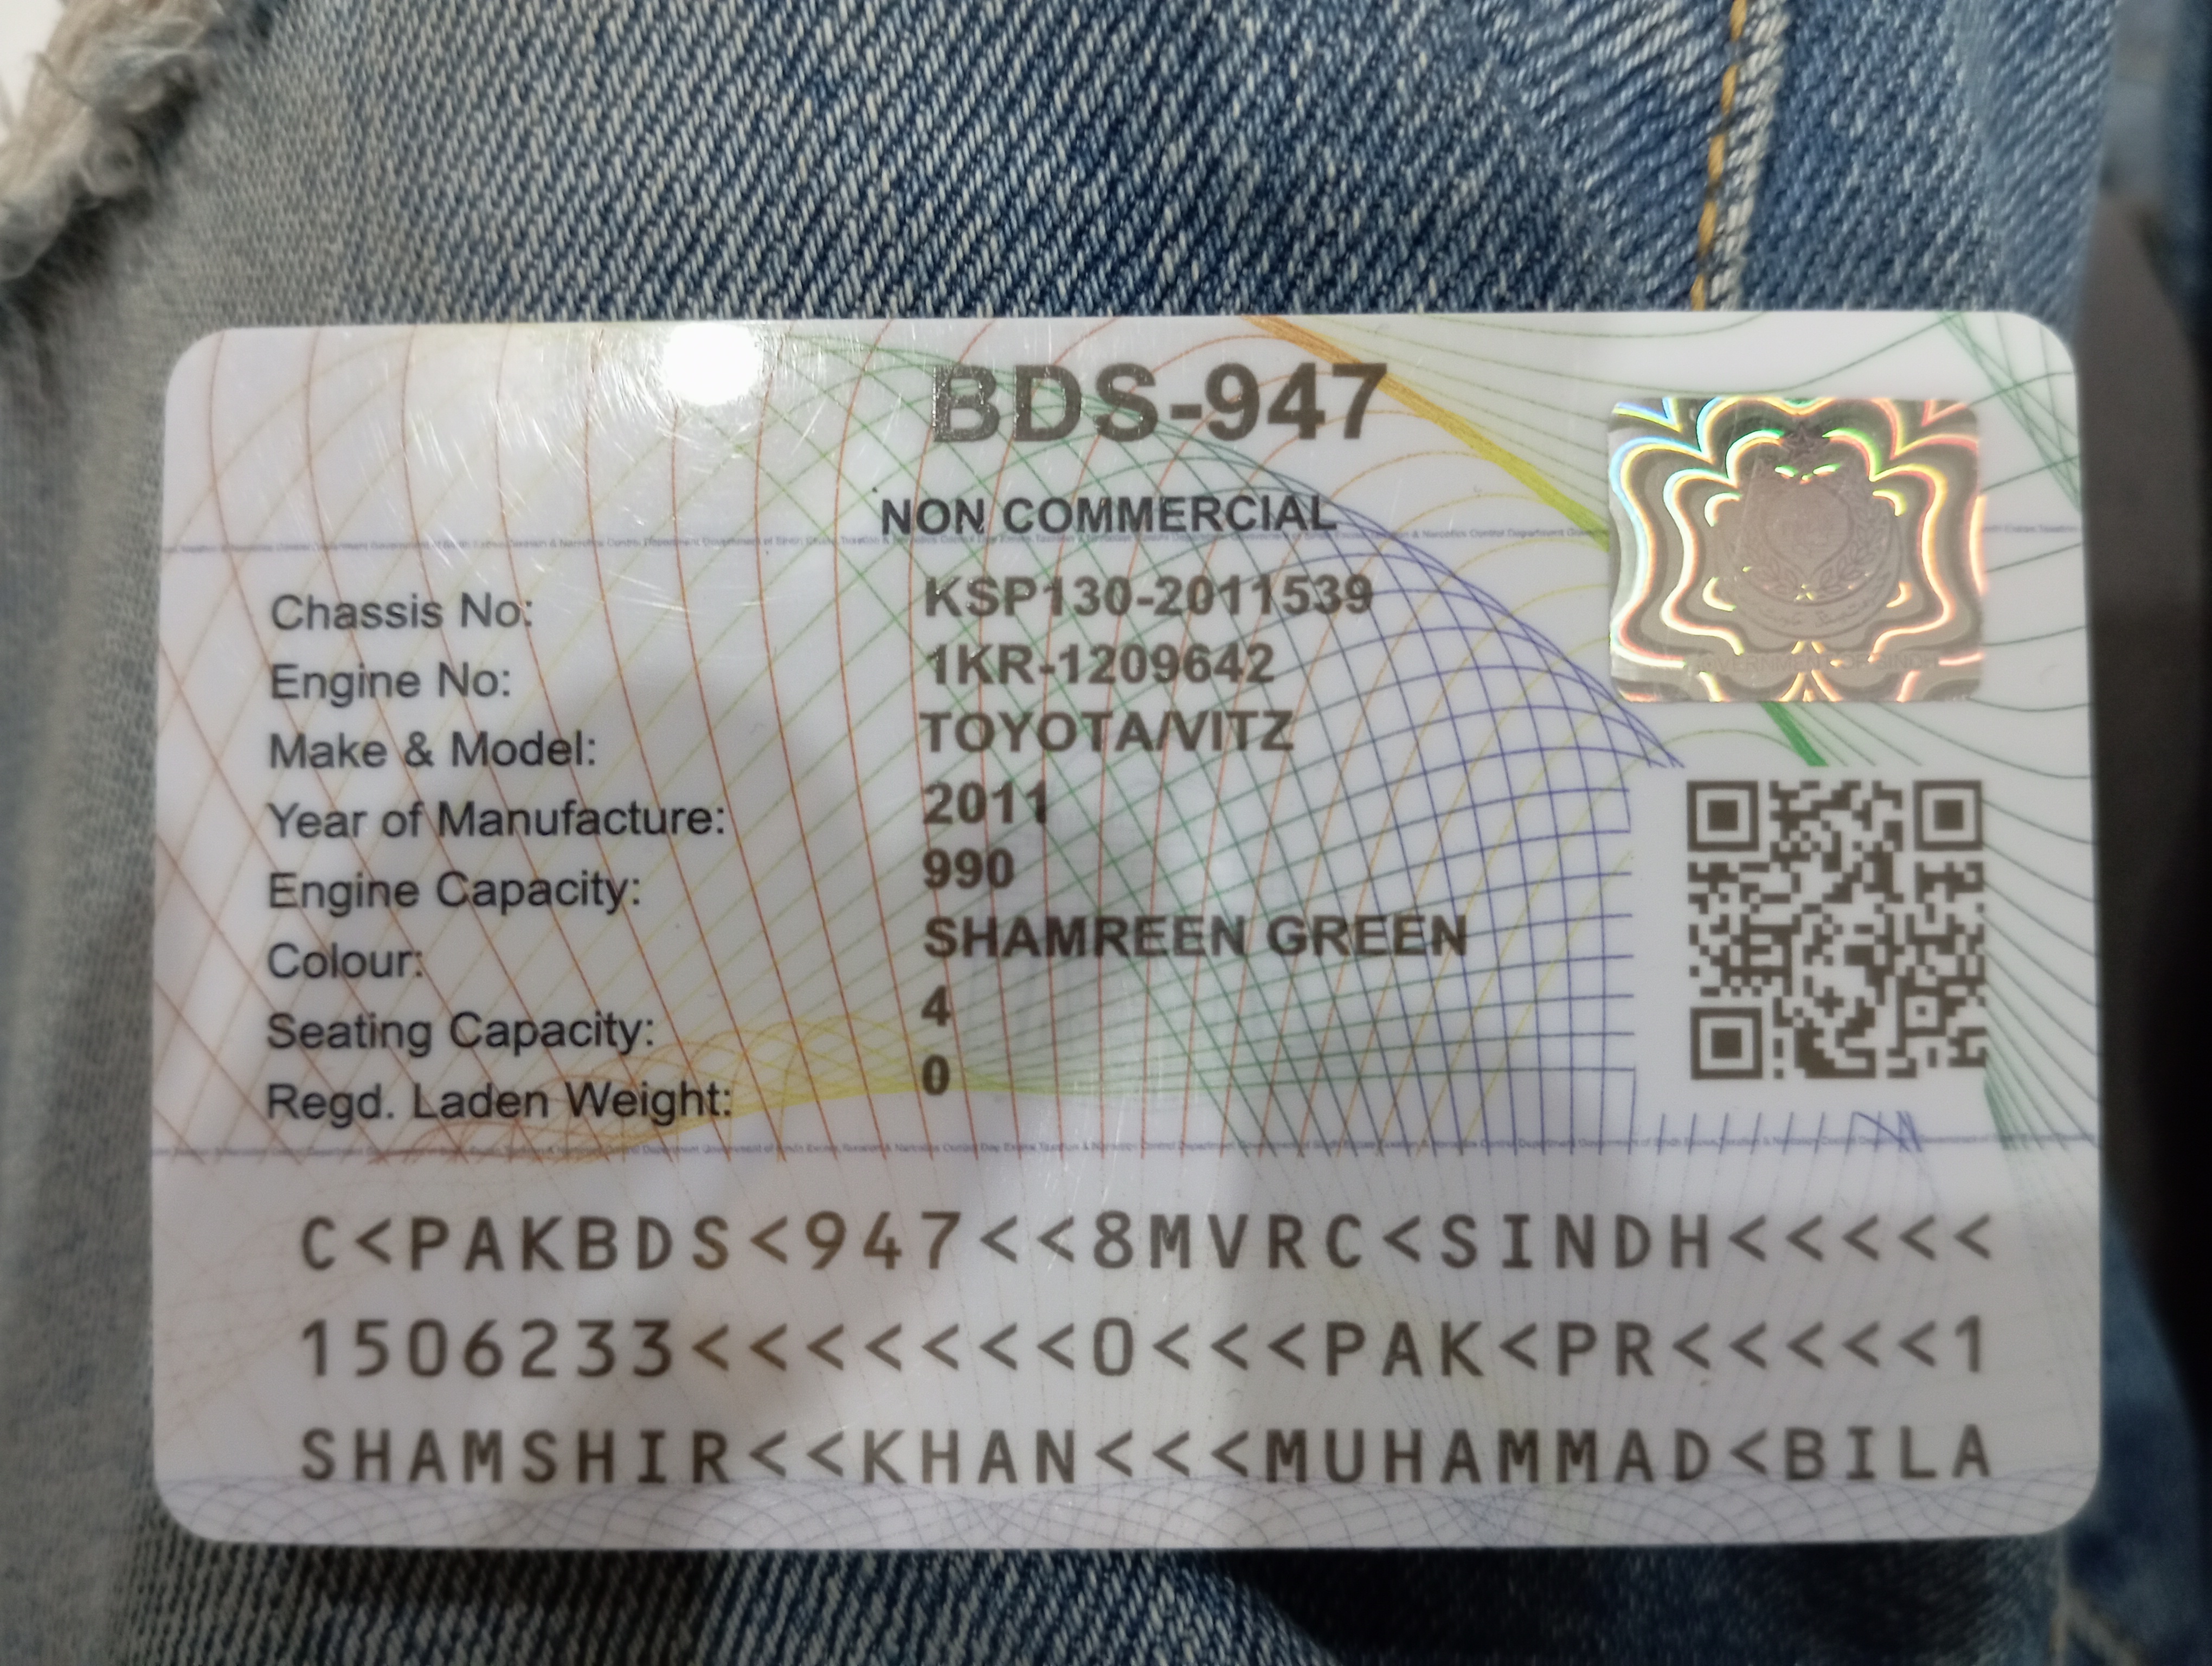 BDS-947
NON COMMERCIAL
Chassis No: KSP130-2011539
Engine No: 1KR-1209642
Make & Model: TOYOTA/VITZ
Year of Manufacture: 2011
Engine Capacity: 990
Colour: SHAMREEN GREEN
Seating Capacity: 4
Regd. Laden Weight: 0
C<PAKBDS<947<<8MVRC<SINDH<<<<<
15062333<<<<<<<0<<<PAK<PR<<<<<1
SHAMSHIR<<KHAN<<<MUHAMMAD<BILA